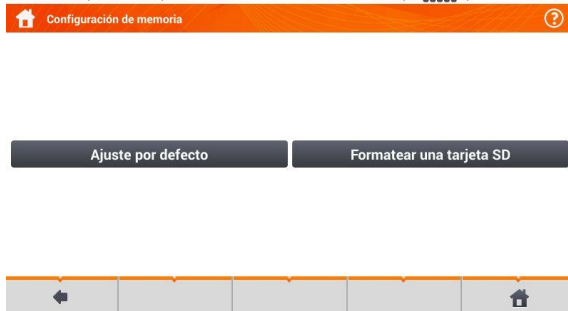 Configuración de memoria
?
Ajuste por defecto
Formatear una tarjeta SD